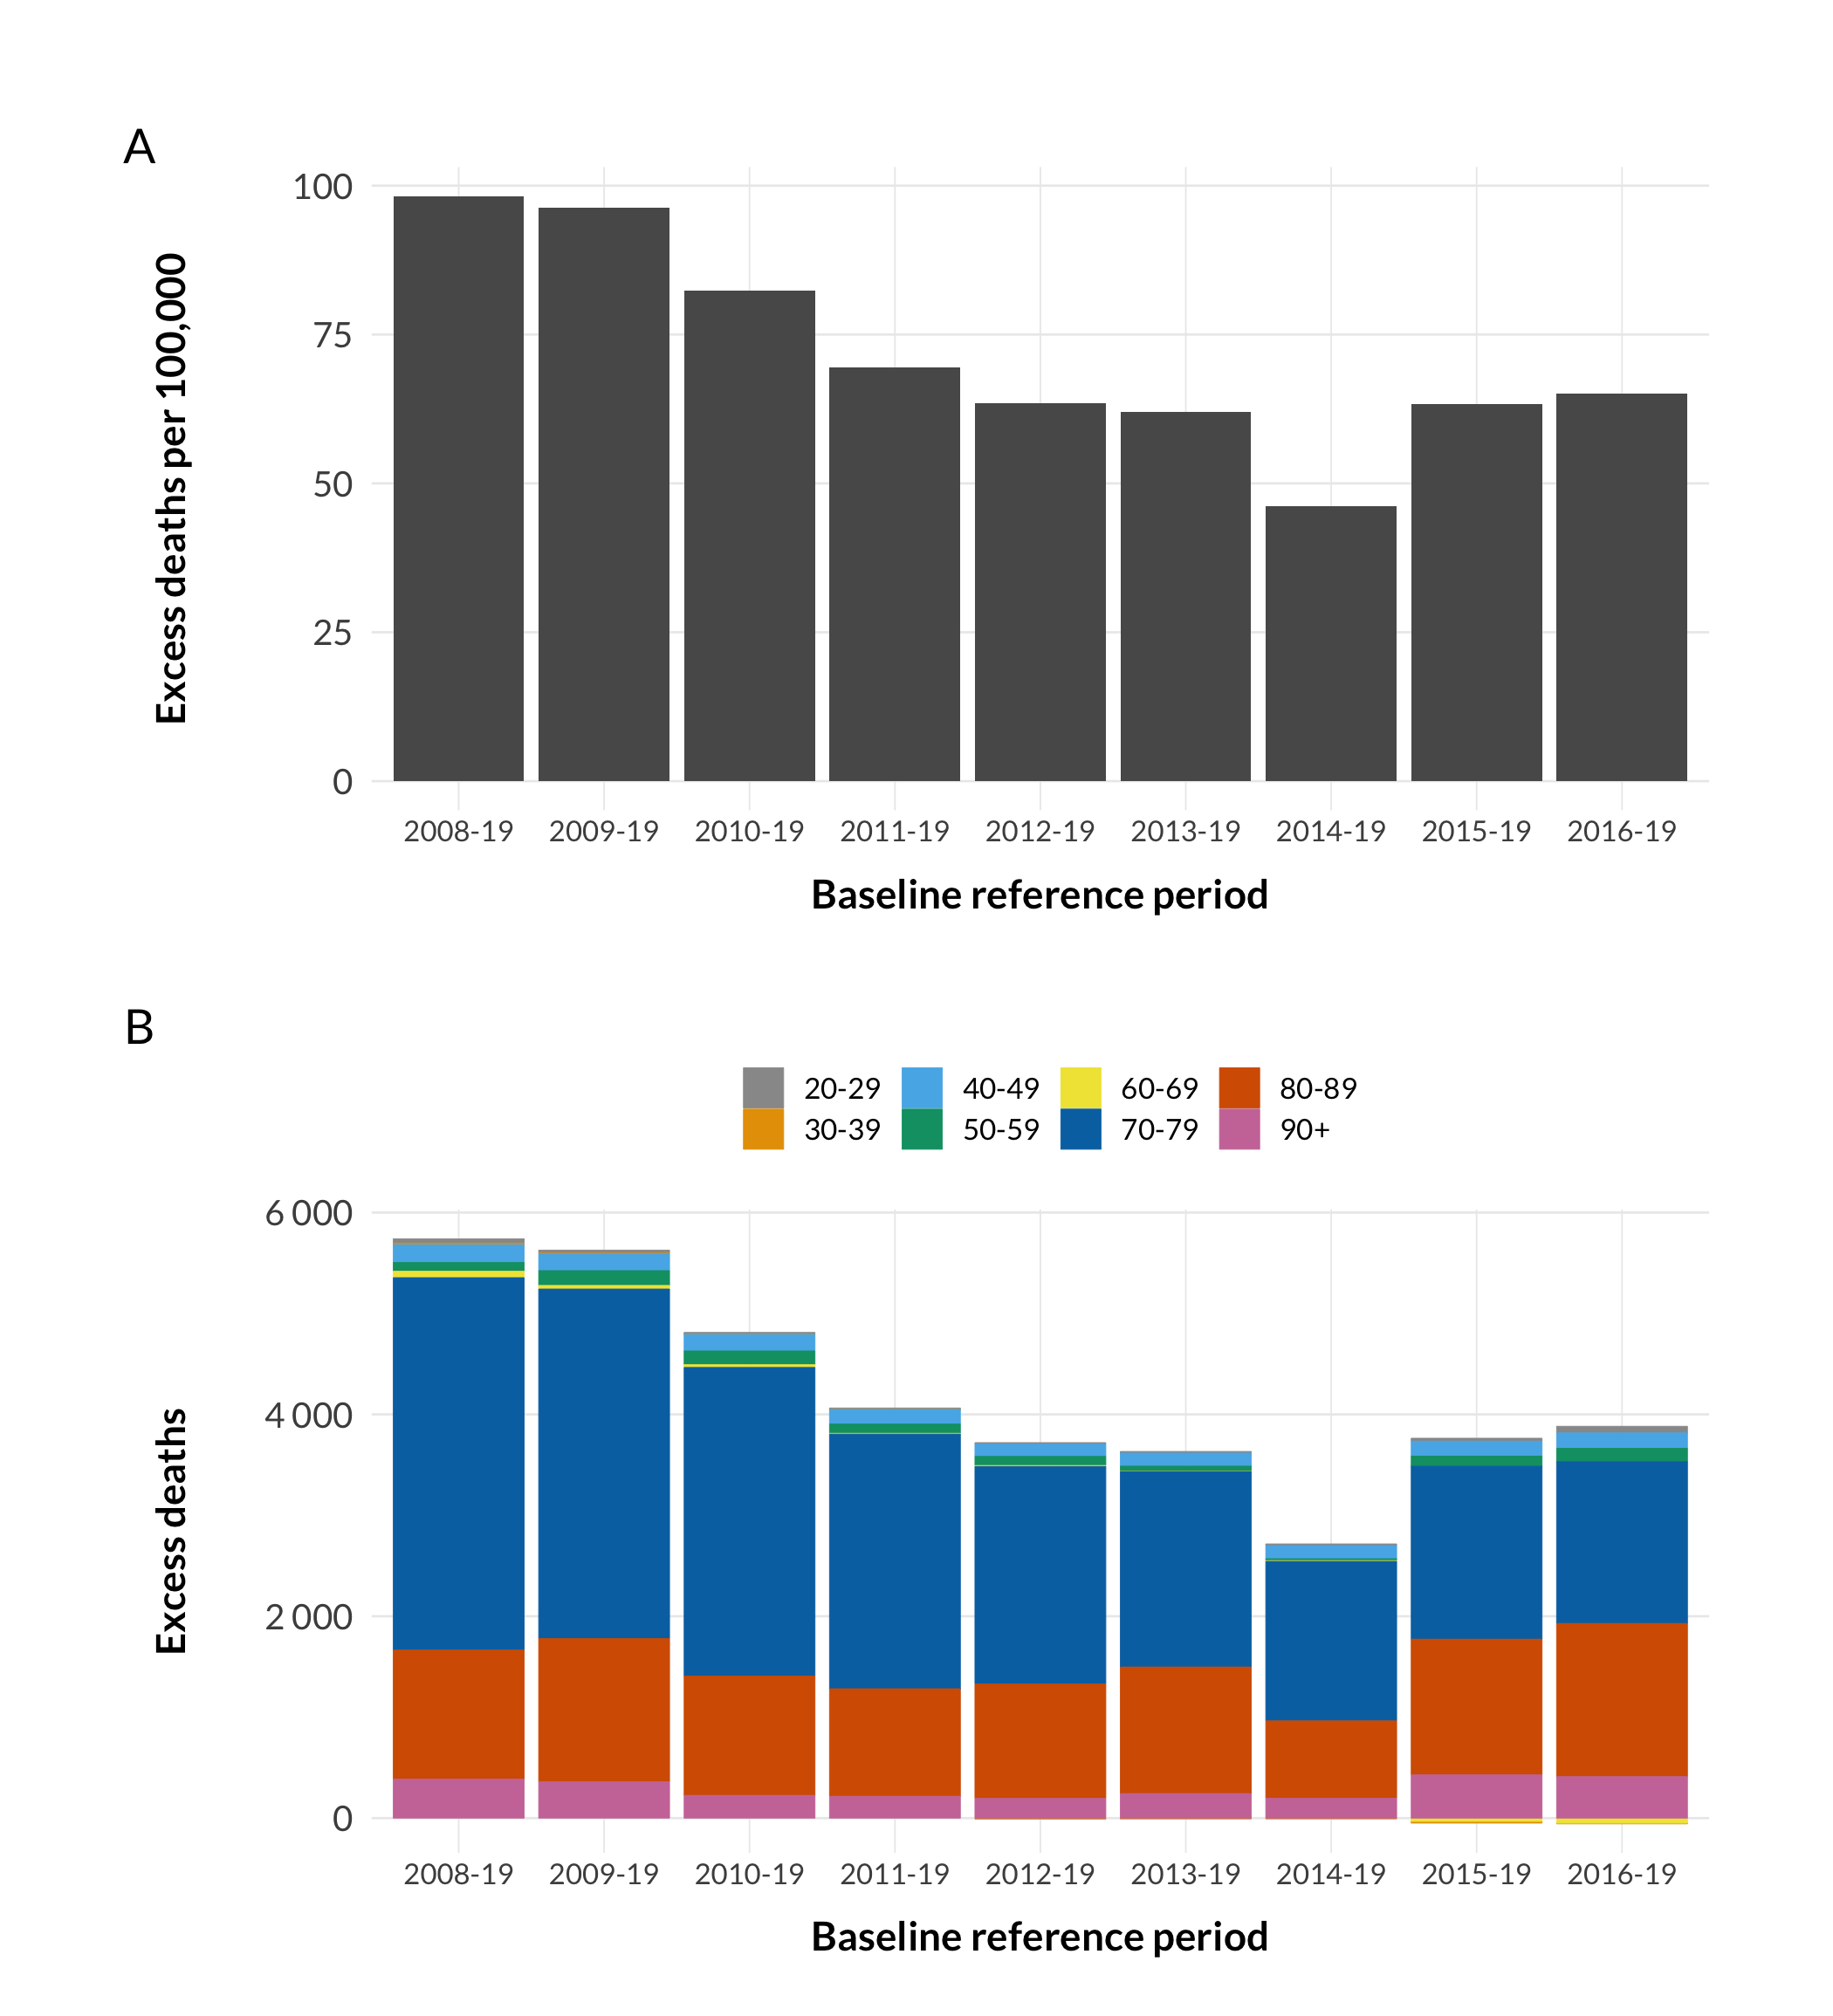 A
Excess deaths per 100,000
100
75
50
25
0
2008-19 2009-19 2010-19 2011-19 2012-19 2013-19 2014-19 2015-19 2016-19
Baseline reference period
B
20-29 40-49 60-69 80-89
30-39 50-59 70-79 90+
Excess deaths
6 000
4 000
2 000
0
2008-19 2009-19 2010-19 2011-19 2012-19 2013-19 2014-19 2015-19 2016-19
Baseline reference period